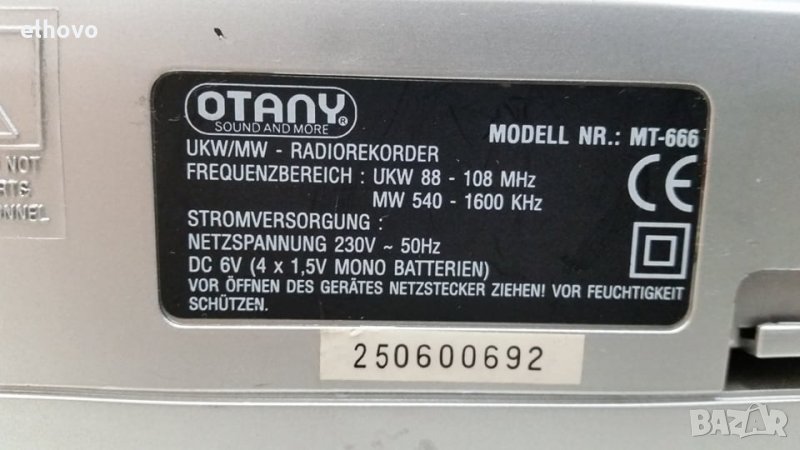 ethovo
OTANY®
SOUND AND MORE
MODELL NR.: MT-666
UKW/MW - RADIOREKORDER
FREQUENZBEREICH : UKW 88 - 108 MHz
MW 540 - 1600 KHz
CE
STROMVERSORGUNG :
NETZSPANNUNG 230V ~ 50Hz
DC 6V (4 x 1,5V MONO BATTERIEN)
VOR ÖFFNEN DES GERÄTES NETZSTECKER ZIEHEN! VOR FEUCHTIGKEIT
SCHÜTZEN.
250600692
NOT
BAZAR